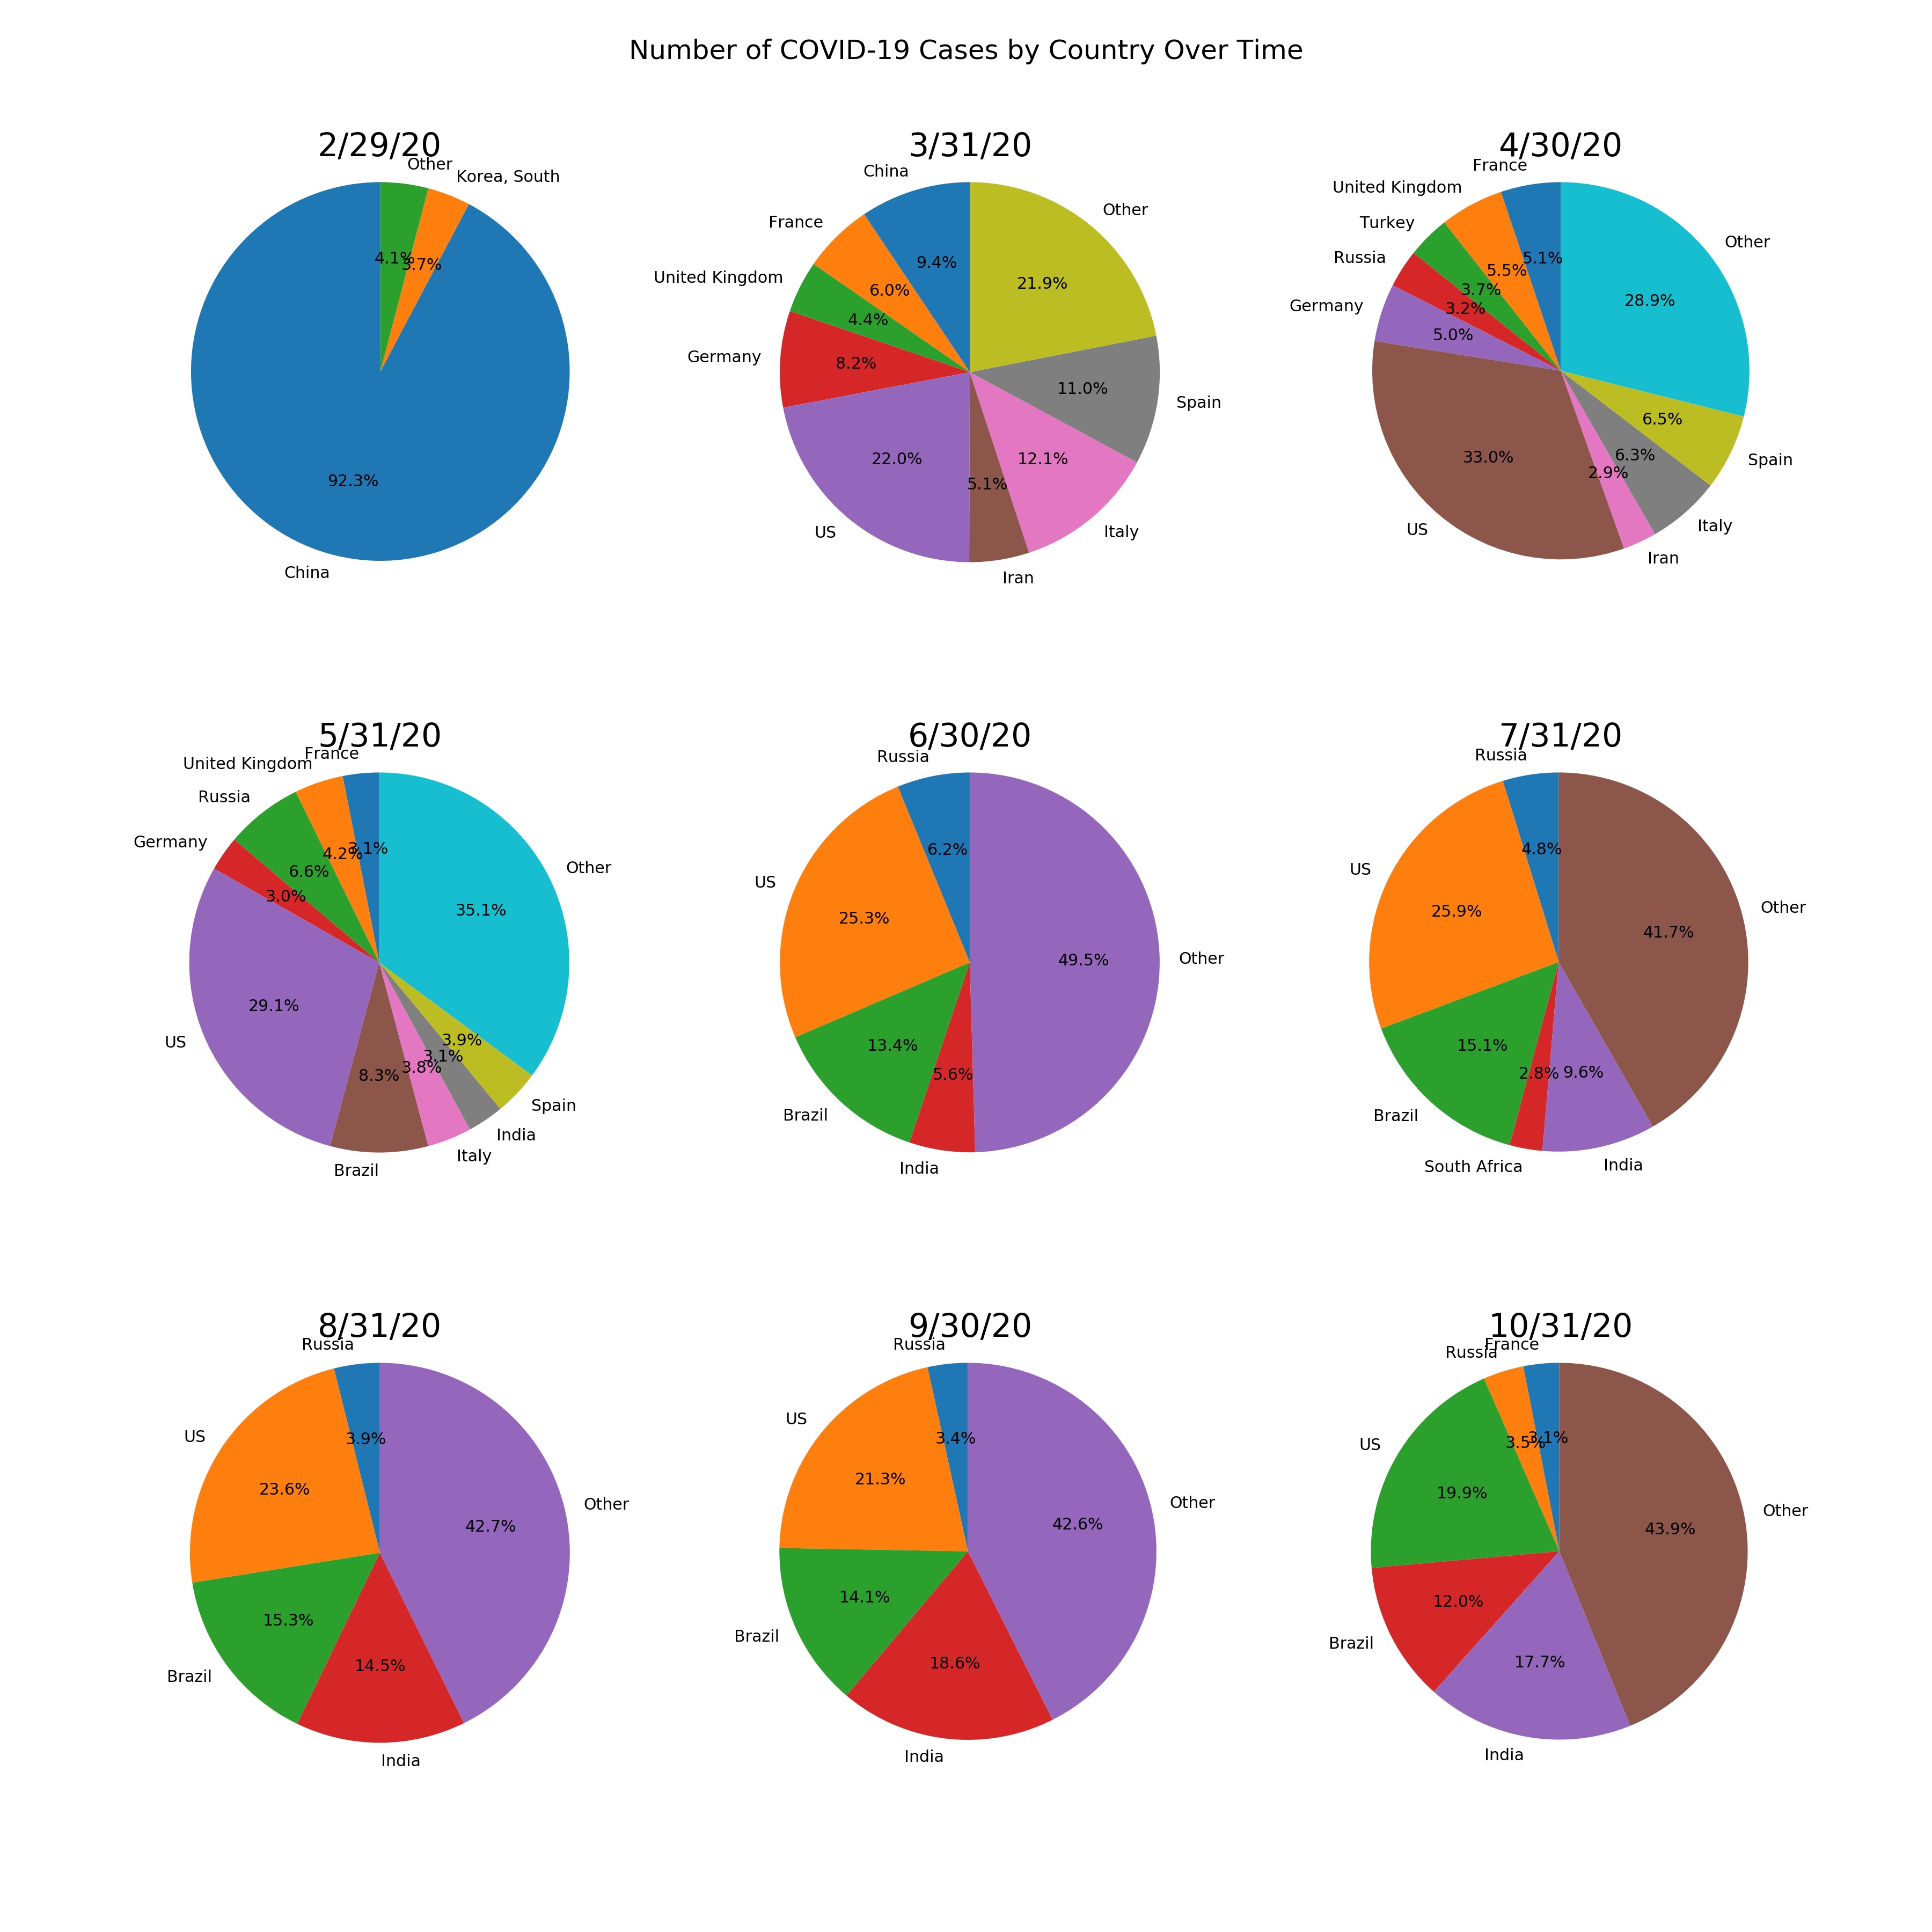 Number of COVID-19 Cases by Country Over Time
2/29/20
Other
Korea, South
4.1%
3.7%
92.3%
China
3/31/20
China
France
United Kingdom
Germany
US
Iran
Italy
Spain
Other
9.4%
6.0%
4.4%
8.2%
22.0%
5.1%
12.1%
11.0%
21.9%
4/30/20
France
United Kingdom
Turkey
Russia
Germany
US
Iran
Italy
Spain
Other
5.1%
5.5%
3.7%
3.2%
5.0%
33.0%
2.9%
6.3%
6.5%
28.9%
5/31/20
France
United Kingdom
Russia
Germany
US
Brazil
Italy
India
Spain
Other
3.1%
4.2%
6.6%
3.0%
29.1%
8.3%
3.8%
3.1%
3.9%
35.1%
6/30/20
Russia
US
Brazil
India
Other
6.2%
25.3%
13.4%
5.6%
49.5%
7/31/20
Russia
US
Brazil
South Africa
India
Other
4.8%
25.9%
15.1%
2.8%
9.6%
41.7%
8/31/20
Russia
US
Brazil
India
Other
3.9%
23.6%
15.3%
14.5%
42.7%
9/30/20
Russia
US
Brazil
India
Other
3.4%
21.3%
14.1%
18.6%
42.6%
10/31/20
France
Russia
US
Brazil
India
Other
3.1%
3.5%
19.9%
12.0%
17.7%
43.9%